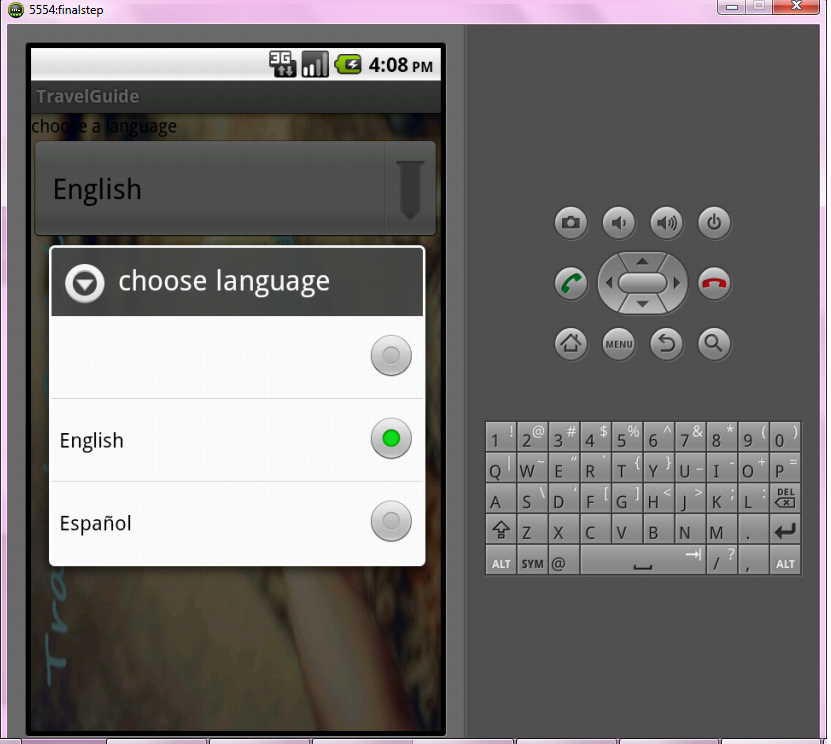 5554:finalstep
3G
4:08 PM
TravelGuide
choose a language
English
choose language
English
Español
Tra
MENU
1 ! 2 @ 3 # 4 $ 5 % 6 ^ 7 & 8 * 9 ( 0 )
Q | W ~ E " R ` T { Y } U _ I - O + P =
A S \ D ' F [ G ] H < J > K ; L : DEL
Z X C V B N M .
ALT SYM @ / ? , ALT